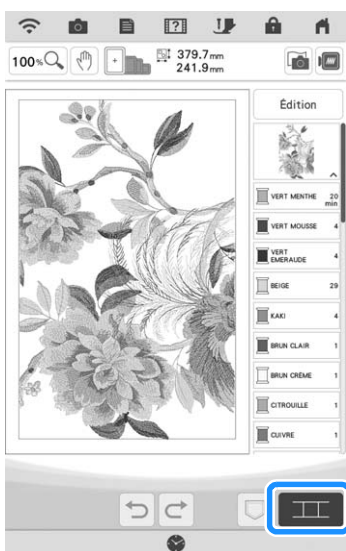 100%
379.7mm
241.9mm
Édition
VERT MENTHE 20
min
VERT MOUSSE 4
VERT
EMERAUDE 4
BEIGE 29
KAKI 4
BRUN CLAIR 1
BRUN CRÈME 1
CITROUILLE 1
CUIVRE 1